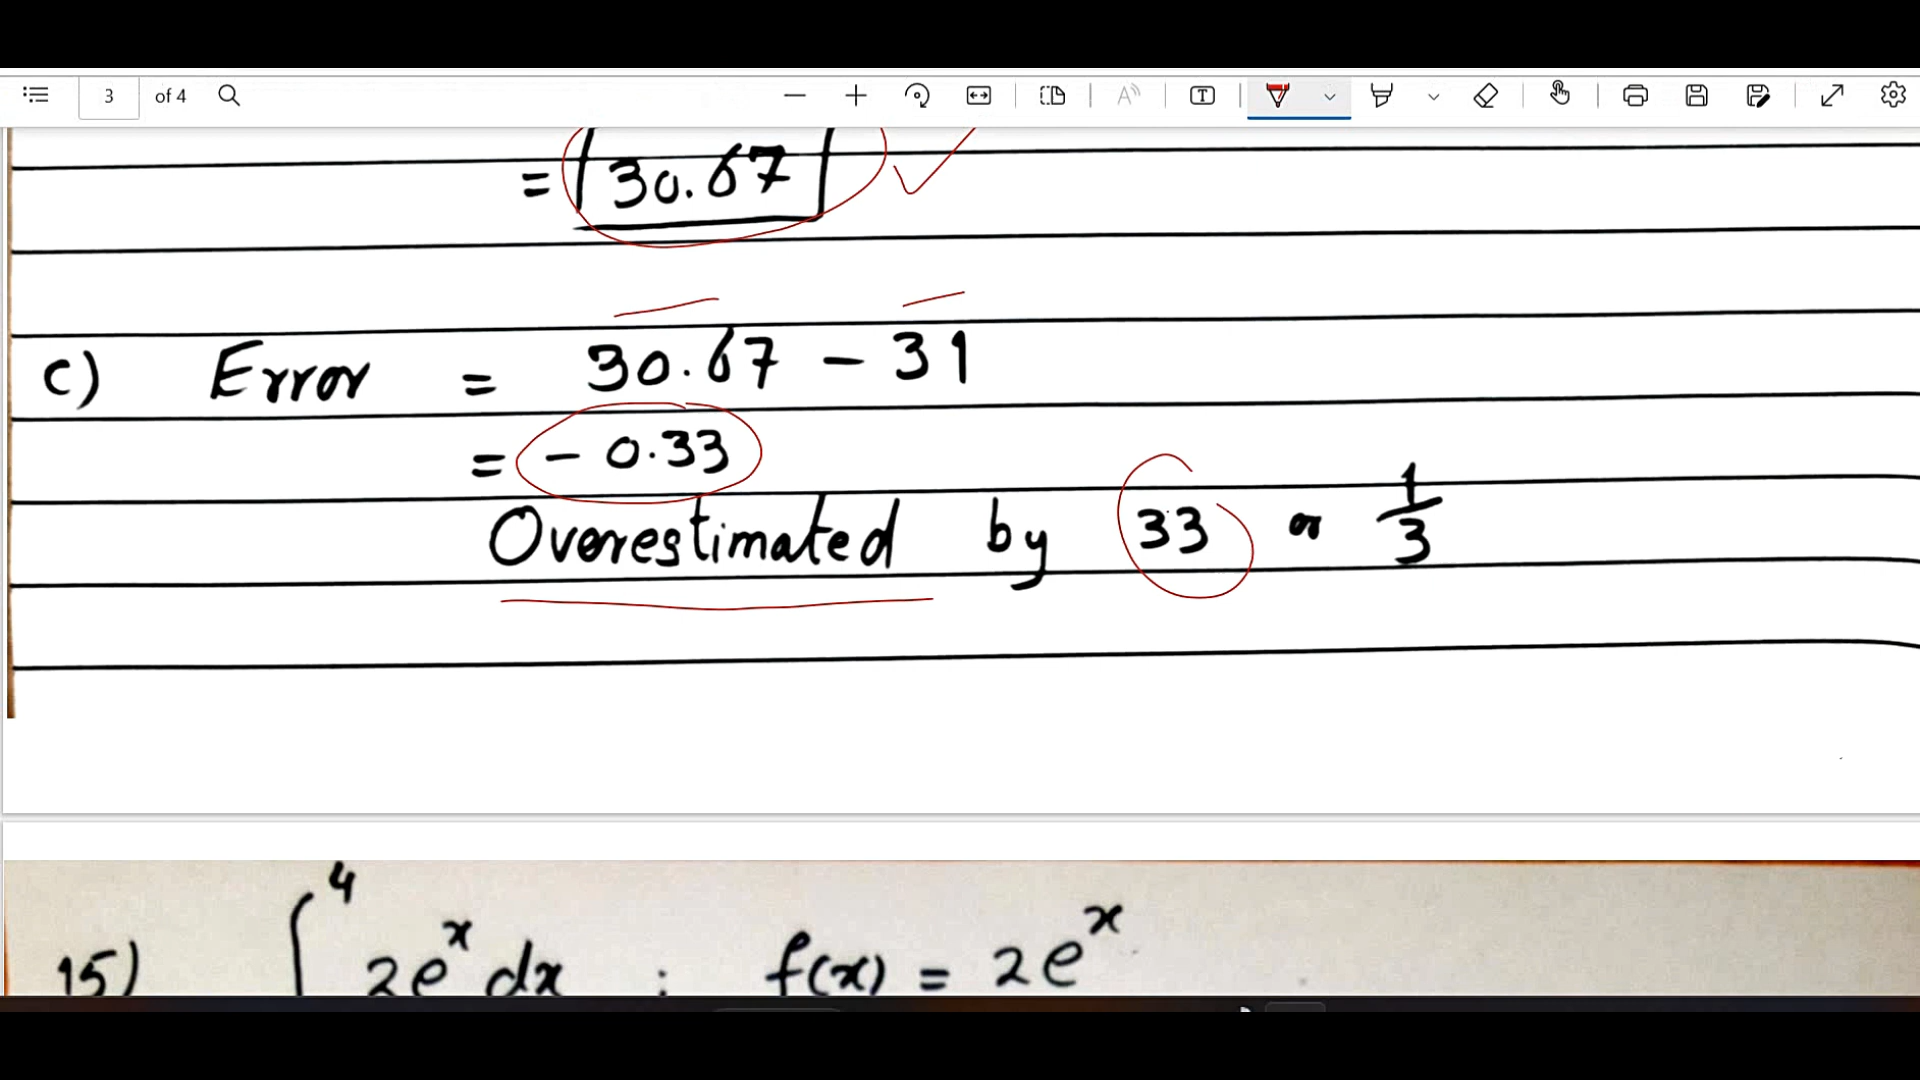 3 of 4
= 30.67
c) Error = 30.67 - 31
= - 0.33
Overestimated by 33 or 1/3
15) ∫ 4 2e^x dx ; f(x) = 2e^x